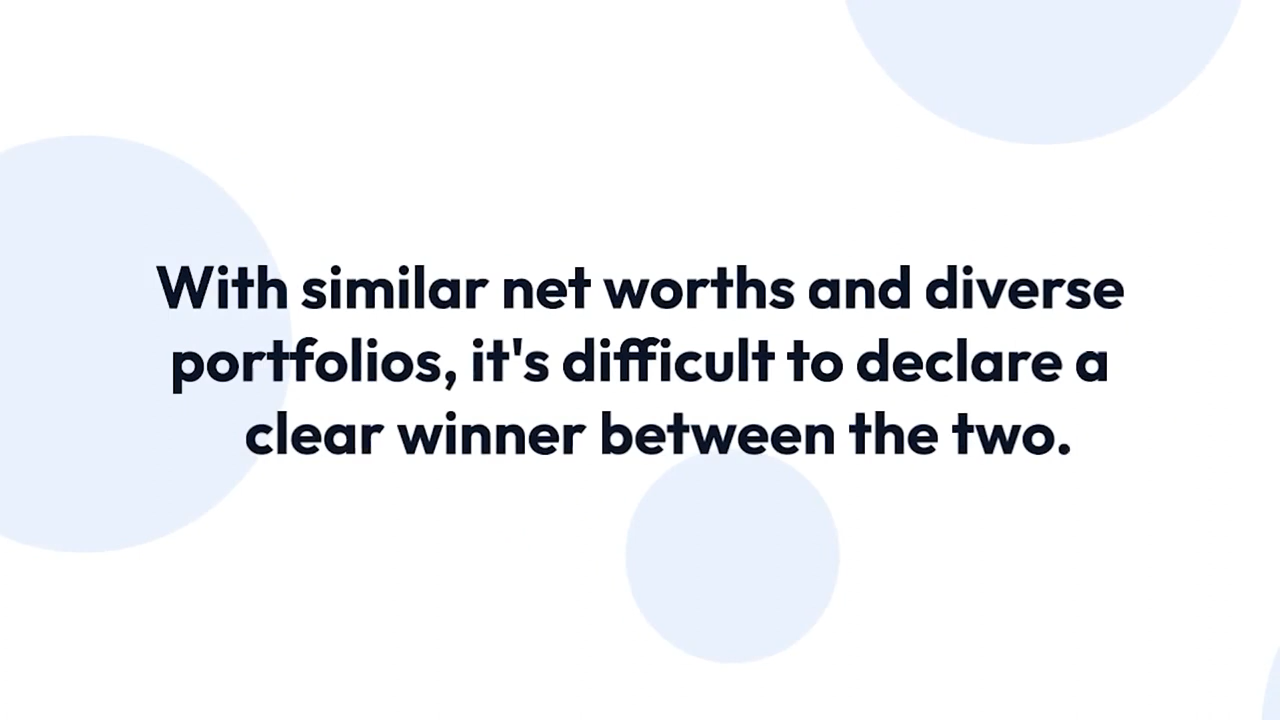 With similar net worths and diverse
portfolios, it's difficult to declare a
clear winner between the two.